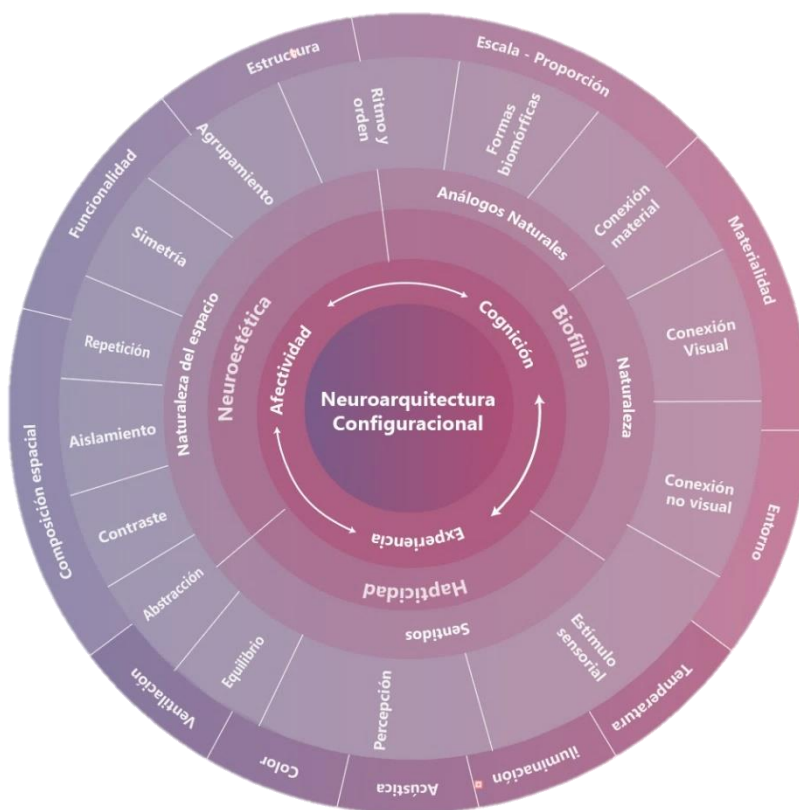 Neuroarquitectura
Configuracional
Afectividad
Cognición
Experiencia
Neuroestética
Biofilia
Hapticidad
Naturaleza del espacio
Análogos Naturales
Naturaleza
Sentidos
Ritmo y
orden
Formas
biomórficas
Conexión
material
Conexión
Visual
Conexión
no visual
Estímulo
sensorial
Percepción
Equilibrio
Abstracción
Contraste
Aislamiento
Repetición
Simetría
Agrupamiento
Estructura
Escala - Proporción
Materialidad
Entorno
Temperatura
iluminación
Acústica
Color
Ventilación
Composición espacial
Funcionalidad